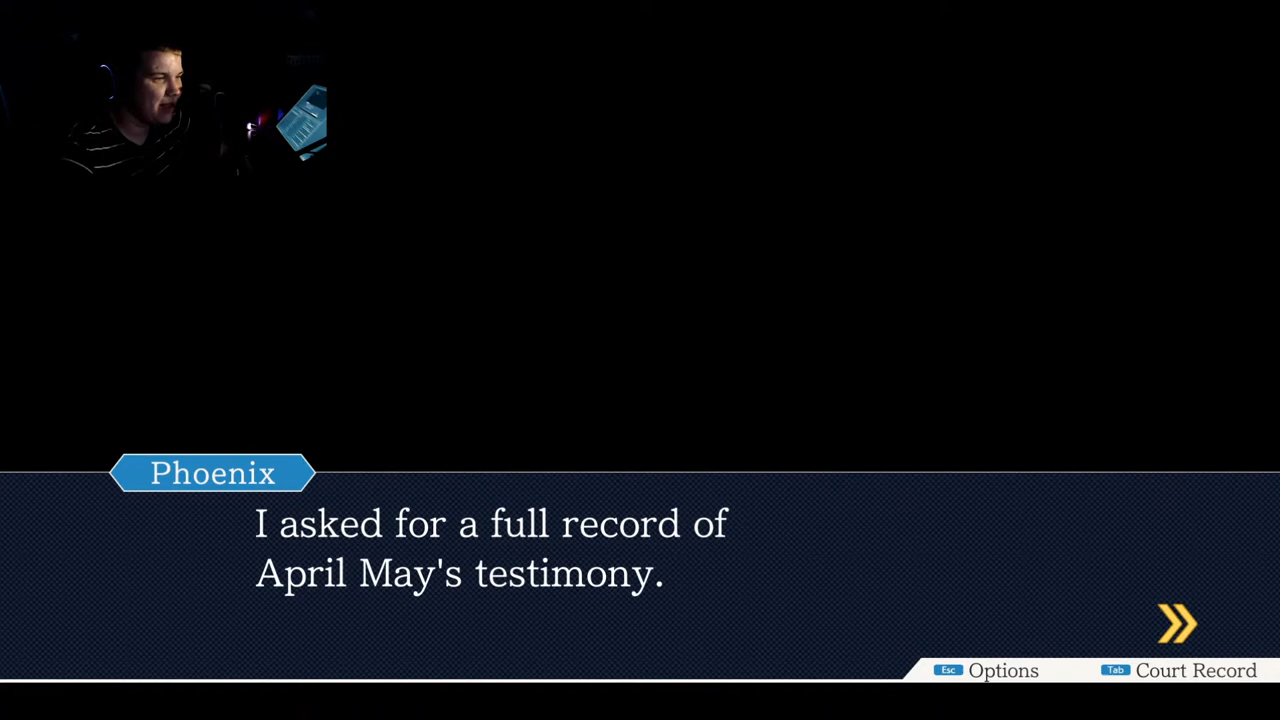 Phoenix
I asked for a full record of
April May's testimony.
Esc Options Tab Court Record